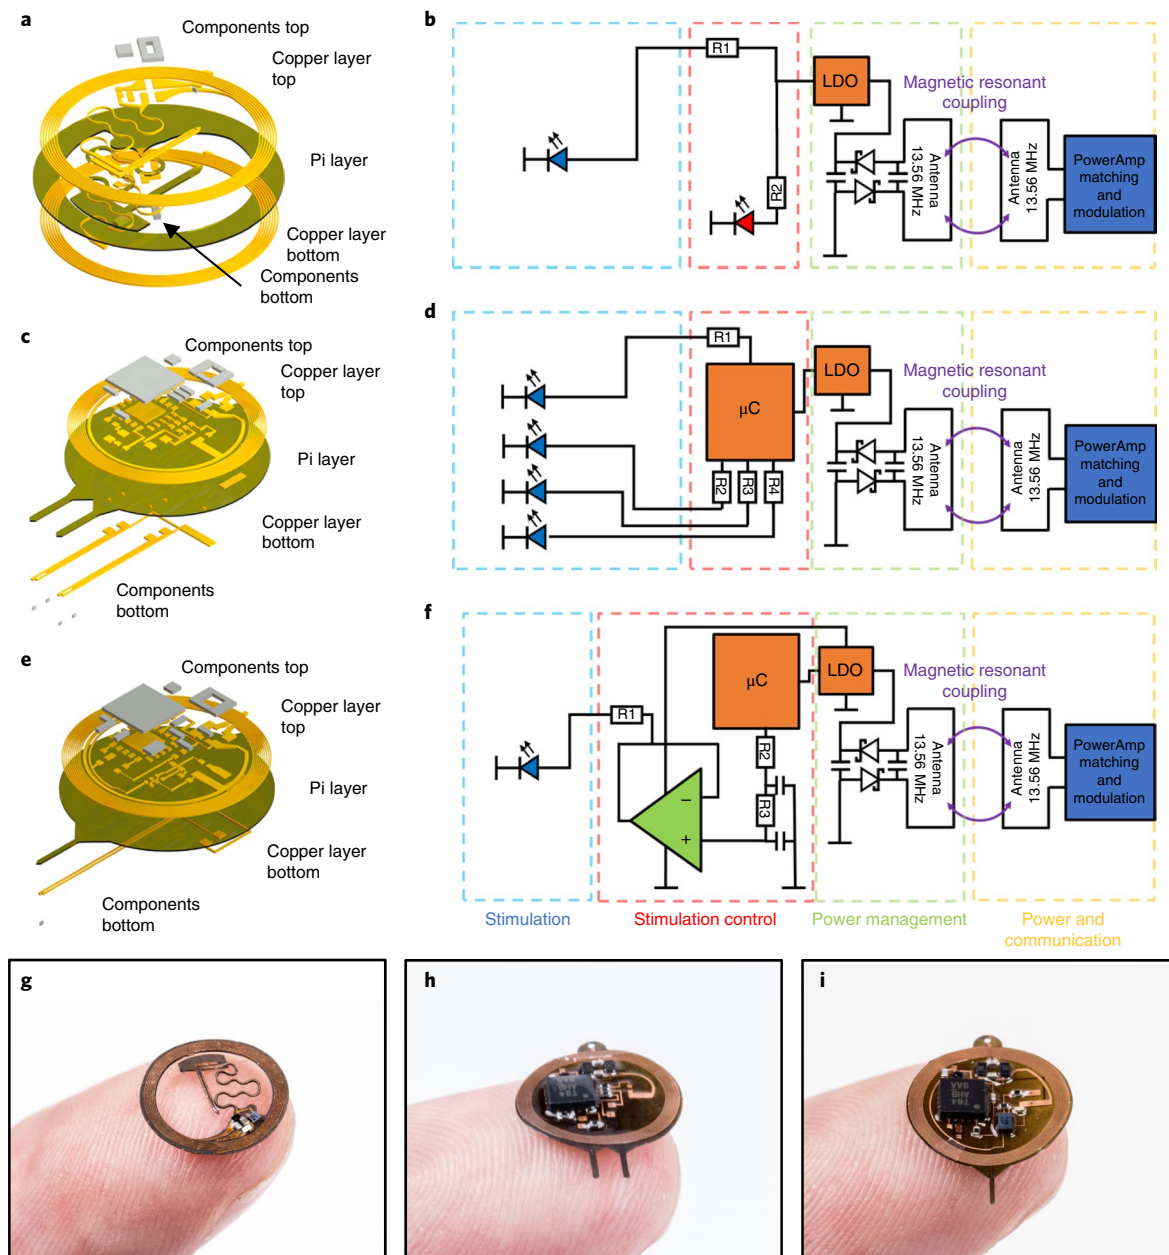 a
Components top
Copper layer
top
Pi layer
Copper layer
bottom
Components
bottom
b
R1
R2
LDO
Magnetic resonant
coupling
Antenna
13.56 MHz
Antenna
13.56 MHz
PowerAmp
matching
and
modulation
c
Components top
Copper layer
top
Pi layer
Copper layer
bottom
Components
bottom
d
R1
µC
R2
R3
R4
LDO
Magnetic resonant
coupling
Antenna
13.56 MHz
Antenna
13.56 MHz
PowerAmp
matching
and
modulation
e
Components top
Copper layer
top
Pi layer
Copper layer
bottom
Components
bottom
f
R1
µC
R2
R3
−
+
LDO
Magnetic resonant
coupling
Antenna
13.56 MHz
Antenna
13.56 MHz
PowerAmp
matching
and
modulation
Stimulation
Stimulation control
Power management
Power and
communication
g
h
T84
AHB
i
T84
AHB